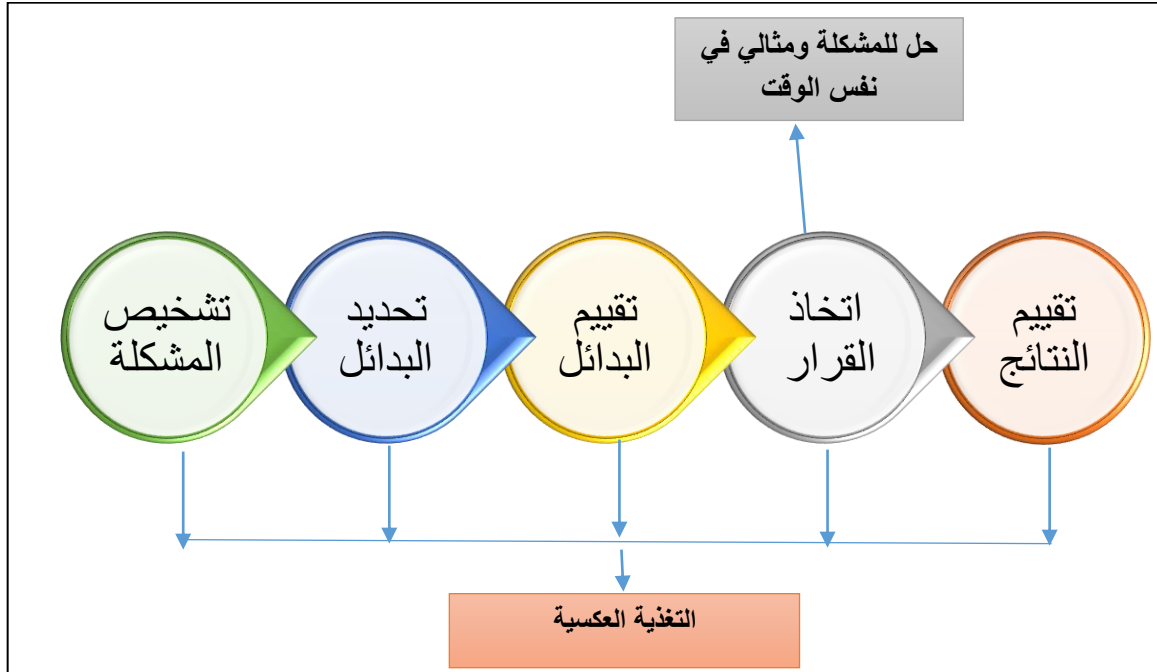 حل للمشكلة ومثالي في
نفس الوقت
تشخيص
المشكلة
تحديد
البدائل
تقييم
البدائل
اتخاذ
القرار
تقييم
النتائج
التغذية العكسية